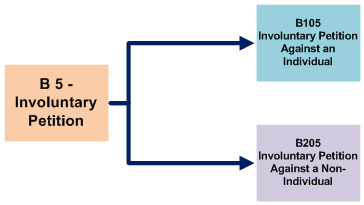 B 5 -
Involuntary
Petition
B105
Involuntary Petition
Against an
Individual
B205
Involuntary Petition
Against a Non-
Individual